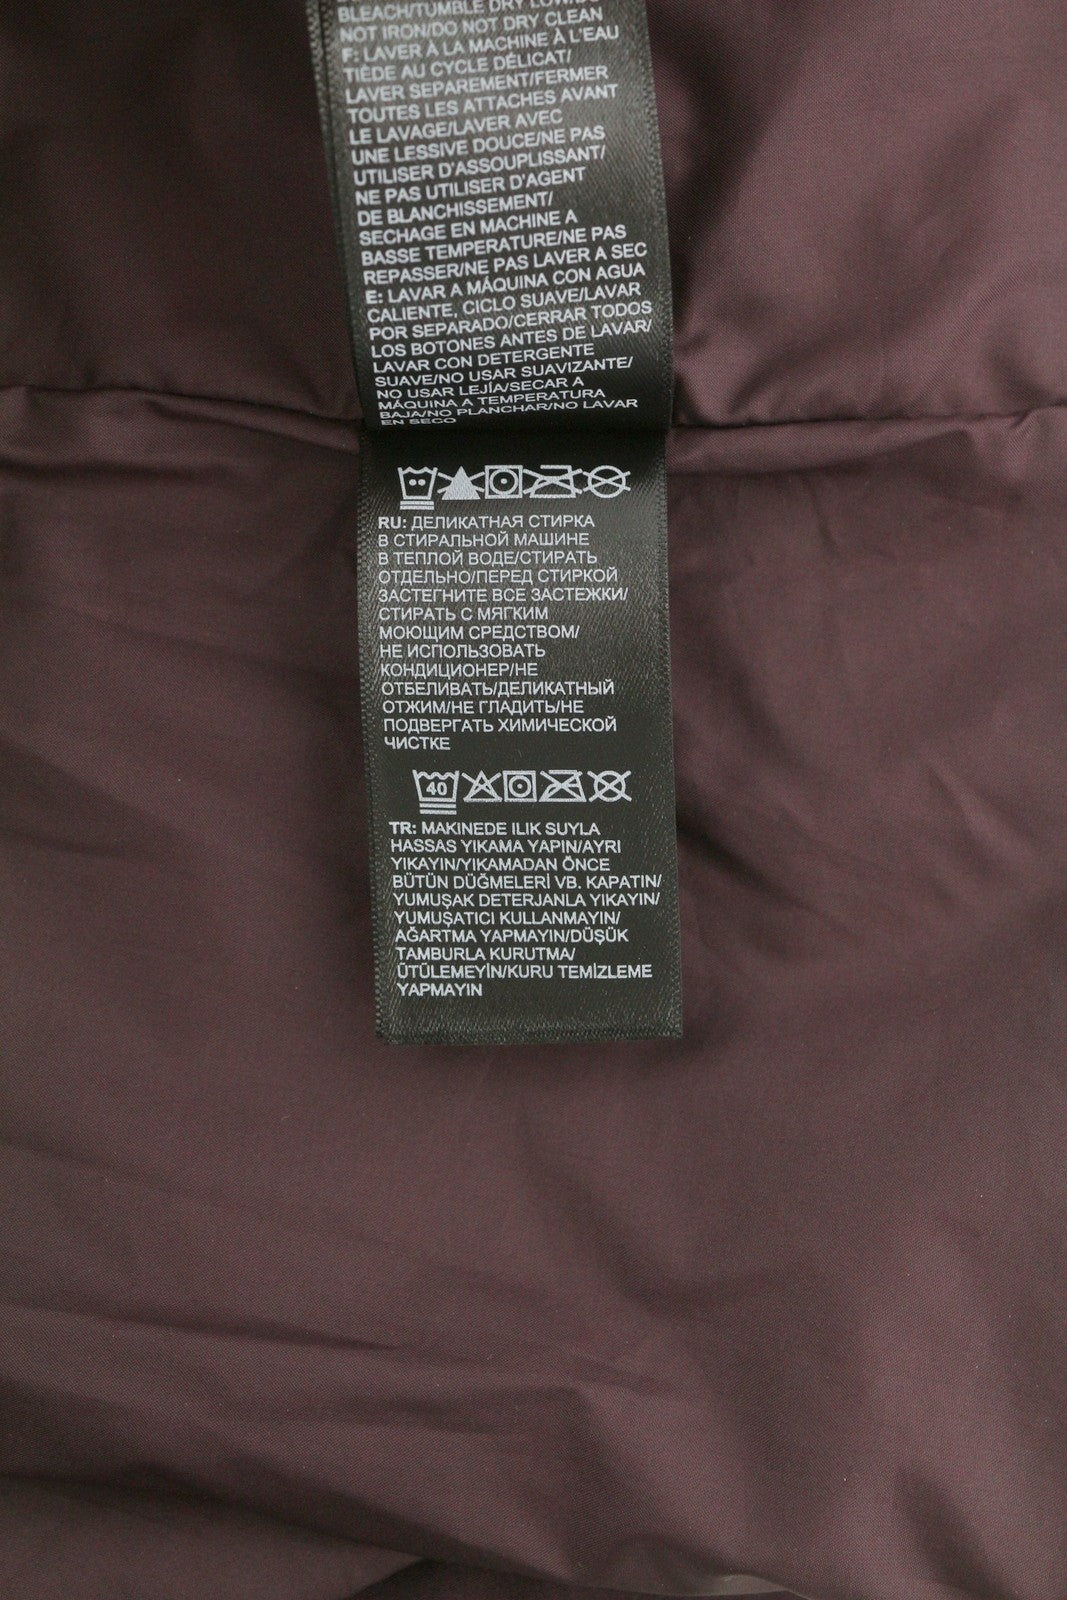 BLEACH/TUMBLE DRY LOW/DO
NOT IRON/DO NOT DRY CLEAN
F: LAVER À LA MACHINE À L'EAU
TIÈDE AU CYCLE DÉLICAT/
LAVER SEPAREMENT/FERMER
TOUTES LES ATTACHES AVANT
LE LAVAGE/LAVER AVEC
UNE LESSIVE DOUCE/NE PAS
UTILISER D'ASSOUPLISSANT/
NE PAS UTILISER D'AGENT
DE BLANCHISSEMENT/
SECHAGE EN MACHINE A
BASSE TEMPERATURE/NE PAS
REPASSER/NE PAS LAVER A SEC
E: LAVAR A MÁQUINA CON AGUA
CALIENTE, CICLO SUAVE/LAVAR
POR SEPARADO/CERRAR TODOS
LOS BOTONES ANTES DE LAVAR/
LAVAR CON DETERGENTE
SUAVE/NO USAR SUAVIZANTE/
NO USAR LEJÍA/SECAR A
MÁQUINA A TEMPERATURA
BAJA/NO PLANCHAR/NO LAVAR
EN SECO
RU: ДЕЛИКАТНАЯ СТИРКА
В СТИРАЛЬНОЙ МАШИНЕ
В ТЕПЛОЙ ВОДЕ/СТИРАТЬ
ОТДЕЛЬНО/ПЕРЕД СТИРКОЙ
ЗАСТЕГНИТЕ ВСЕ ЗАСТЕЖКИ/
СТИРАТЬ С МЯГКИМ
МОЮЩИМ СРЕДСТВОМ/
НЕ ИСПОЛЬЗОВАТЬ
КОНДИЦИОНЕР/НЕ
ОТБЕЛИВАТЬ/ДЕЛИКАТНЫЙ
ОТЖИМ/НЕ ГЛАДИТЬ/НЕ
ПОДВЕРГАТЬ ХИМИЧЕСКОЙ
ЧИСТКЕ
40
TR: MAKINEDE ILIK SUYLA
HASSAS YIKAMA YAPIN/AYRI
YIKAYIN/YIKAMADAN ÖNCE
BÜTÜN DÜĞMELERİ VB. KAPATIN/
YUMUŞAK DETERJANLA YIKAYIN/
YUMUŞATICI KULLANMAYIN/
AĞARTMA YAPMAYIN/DÜŞÜK
TAMBURLA KURUTMA/
ÜTÜLEMEYİN/KURU TEMİZLEME
YAPMAYIN